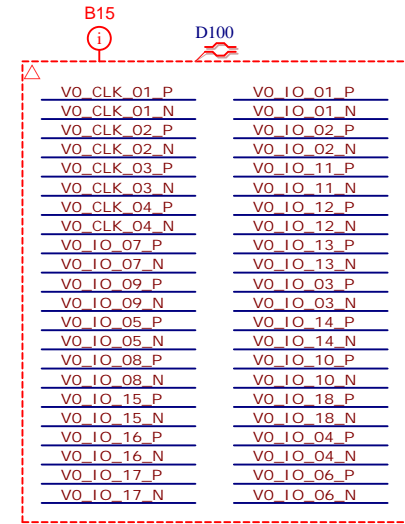 B15
i
D100
V0_CLK_01_P V0_IO_01_P
V0_CLK_01_N V0_IO_01_N
V0_CLK_02_P V0_IO_02_P
V0_CLK_02_N V0_IO_02_N
V0_CLK_03_P V0_IO_11_P
V0_CLK_03_N V0_IO_11_N
V0_CLK_04_P V0_IO_12_P
V0_CLK_04_N V0_IO_12_N
V0_IO_07_P V0_IO_13_P
V0_IO_07_N V0_IO_13_N
V0_IO_09_P V0_IO_03_P
V0_IO_09_N V0_IO_03_N
V0_IO_05_P V0_IO_14_P
V0_IO_05_N V0_IO_14_N
V0_IO_08_P V0_IO_10_P
V0_IO_08_N V0_IO_10_N
V0_IO_15_P V0_IO_18_P
V0_IO_15_N V0_IO_18_N
V0_IO_16_P V0_IO_04_P
V0_IO_16_N V0_IO_04_N
V0_IO_17_P V0_IO_06_P
V0_IO_17_N V0_IO_06_N